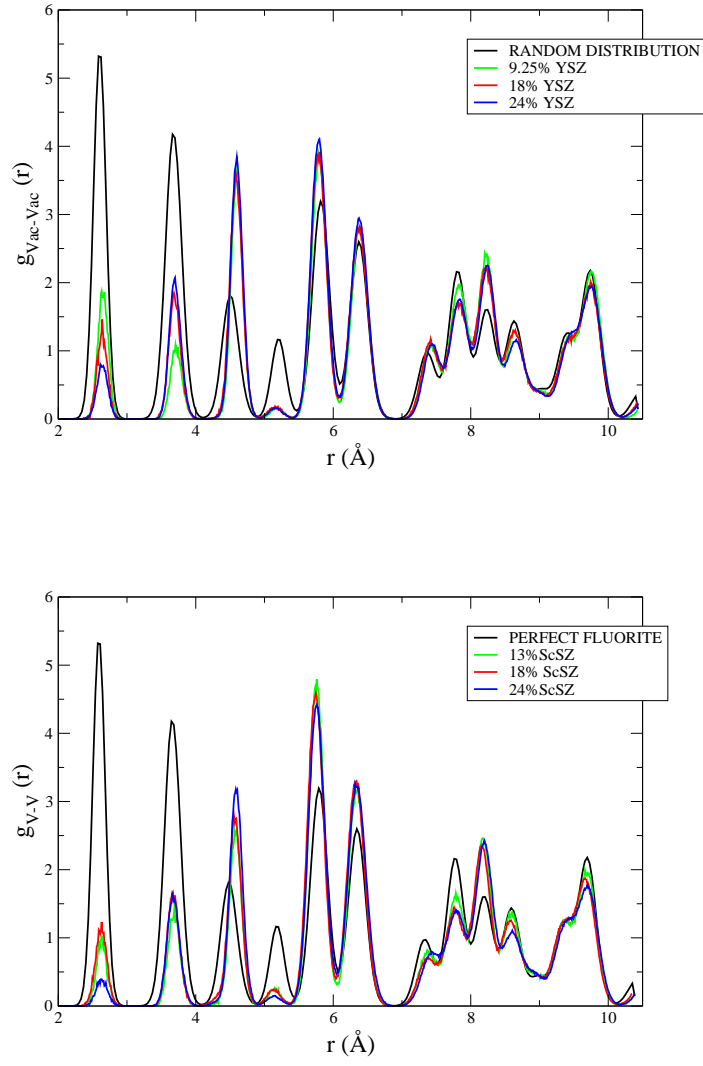 6
5
4
3
2
1
0
g Vac-Vac (r)
RANDOM DISTRIBUTION
9.25% YSZ
18% YSZ
24% YSZ
2 4 6 8 10
r (Å)
6
5
4
3
2
1
0
g V-V (r)
PERFECT FLUORITE
13%ScSZ
18% ScSZ
24%ScSZ
2 4 6 8 10
r (Å)